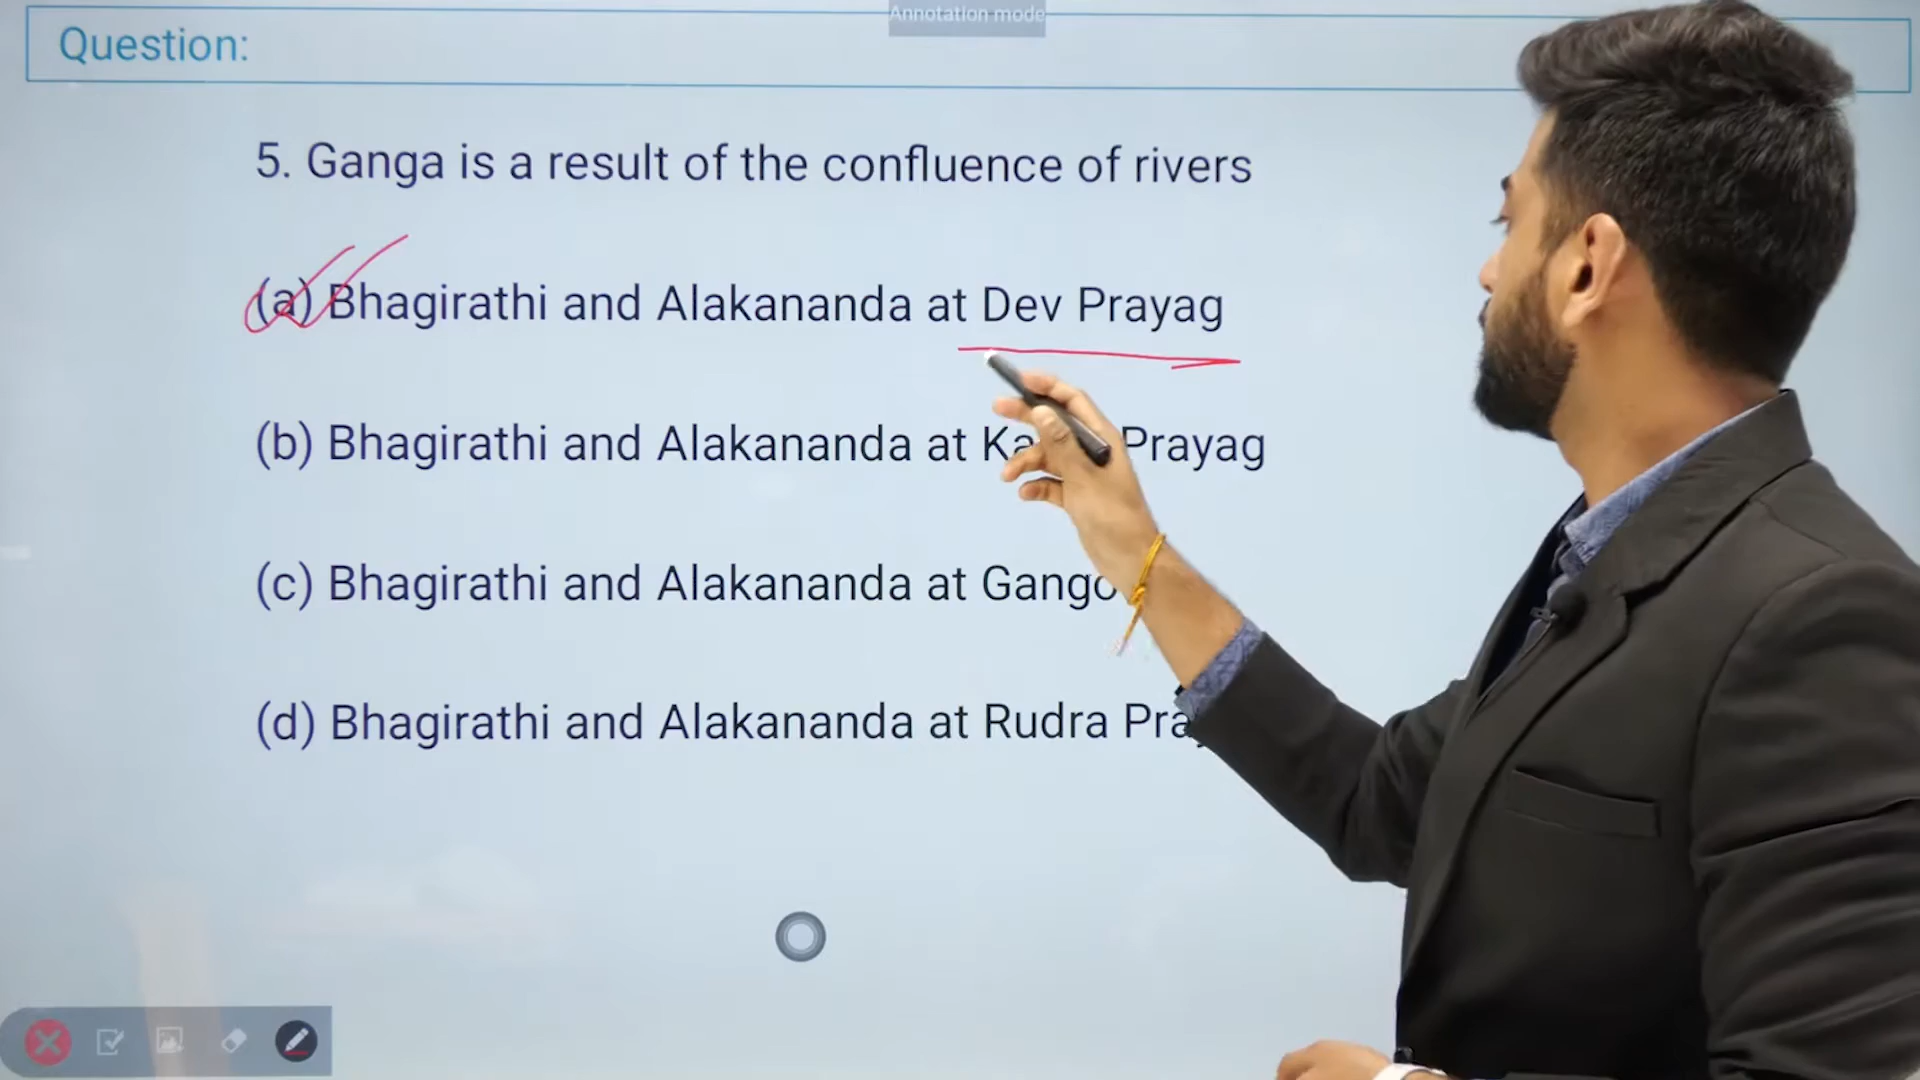 Annotation mode
Question:
5. Ganga is a result of the confluence of rivers
(a) Bhagirathi and Alakananda at Dev Prayag
(b) Bhagirathi and Alakananda at Prayag
(c) Bhagirathi and Alakananda at
(d) Bhagirathi and Alakananda at Rudra